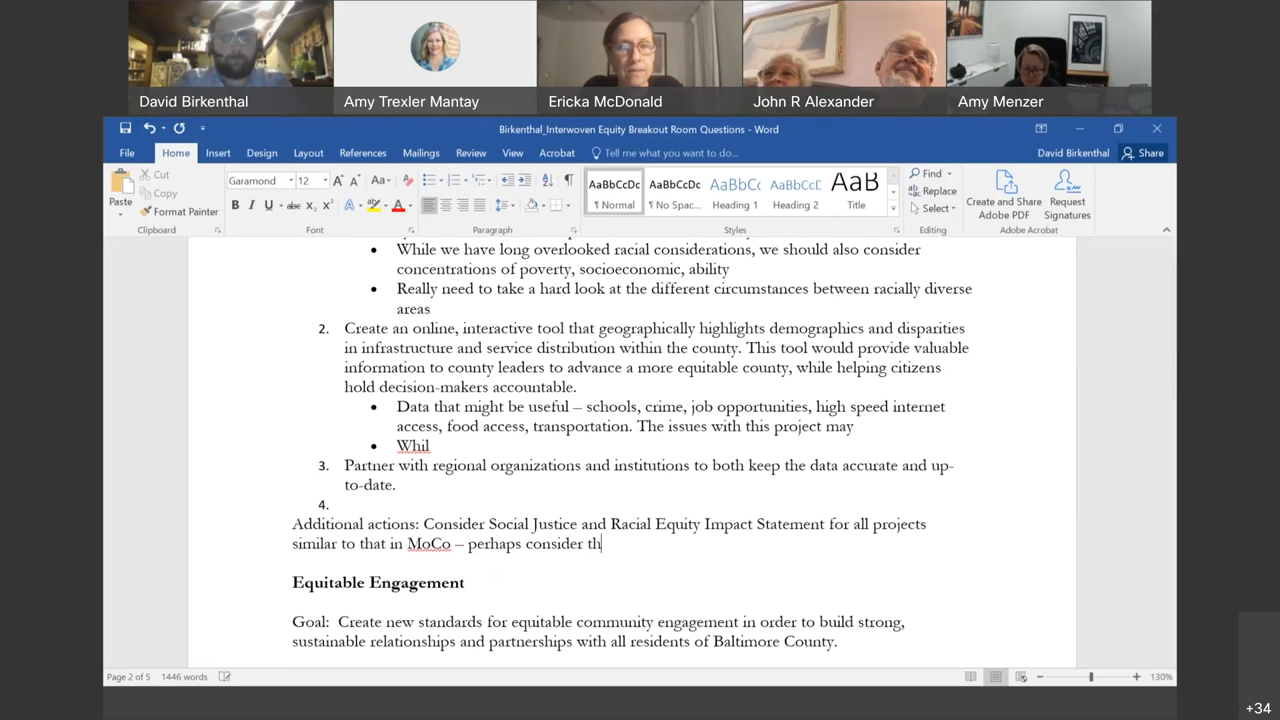 David Birkenthal
Amy Trexler Mantay
Ericka McDonald
John R Alexander
Amy Menzer
Birkenthal_Interwoven Equity Breakout Room Questions - Word
File Home Insert Design Layout References Mailings Review View Acrobat Tell me what you want to do... David Birkenthal Share
Paste
Cut
Copy
Format Painter
Clipboard
Garamond 12
Font
Paragraph
AaBbCcDc AaBbCcDc AaBbCc AaBbCcC AaB
¶ Normal ¶ No Spac... Heading 1 Heading 2 Title
Styles
Find
Replace
Select
Editing
Create and Share
Adobe PDF
Request
Signatures
Adobe Acrobat
• While we have long overlooked racial considerations, we should also consider
concentrations of poverty, socioeconomic, ability
• Really need to take a hard look at the different circumstances between racially diverse
areas
2. Create an online, interactive tool that geographically highlights demographics and disparities
in infrastructure and service distribution within the county. This tool would provide valuable
information to county leaders to advance a more equitable county, while helping citizens
hold decision-makers accountable.
• Data that might be useful – schools, crime, job opportunities, high speed internet
access, food access, transportation. The issues with this project may
• Whil
3. Partner with regional organizations and institutions to both keep the data accurate and up-
to-date.
4.
Additional actions: Consider Social Justice and Racial Equity Impact Statement for all projects
similar to that in MoCo – perhaps consider th
Equitable Engagement
Goal: Create new standards for equitable community engagement in order to build strong,
sustainable relationships and partnerships with all residents of Baltimore County.
Page 2 of 5 1446 words 130%
+34